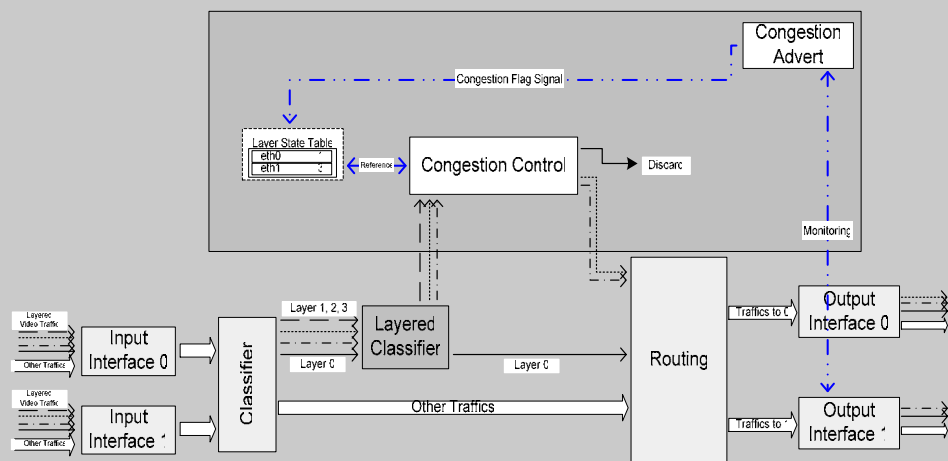 Congestion
Advert
Congestion Flag Signal
Layer State Table
eth0 1
eth1 3
Reference
Congestion Control
Discard
Monitoring
Layered
Video Traffic
Other Traffics
Input
Interface 0
Layered
Video Traffic
Other Traffics
Input
Interface 1
Classifier
Layer 1, 2, 3
Layer 0
Layered
Classifier
Layer 0
Other Traffics
Routing
Traffics to 0
Output
Interface 0
Traffics to 1
Output
Interface 1